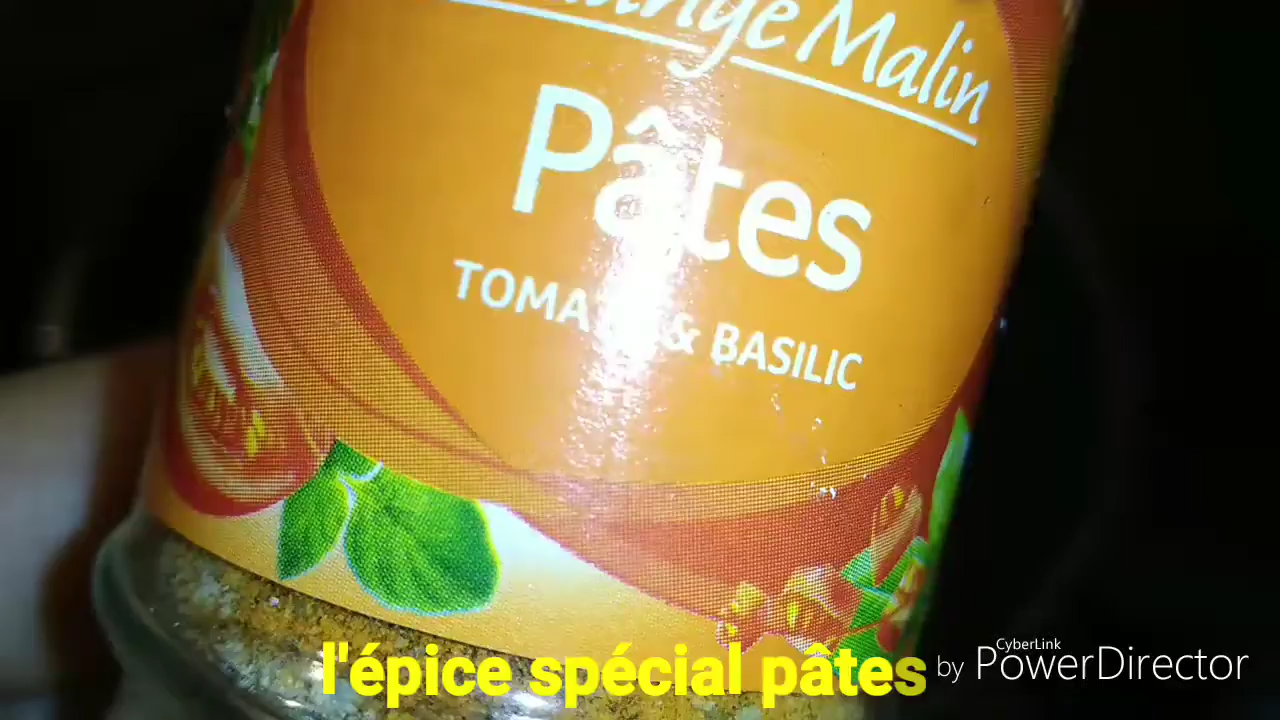 Malin
Pâtes
& BASILIC
l'épice spécial pâtes
CyberLink
by PowerDirector